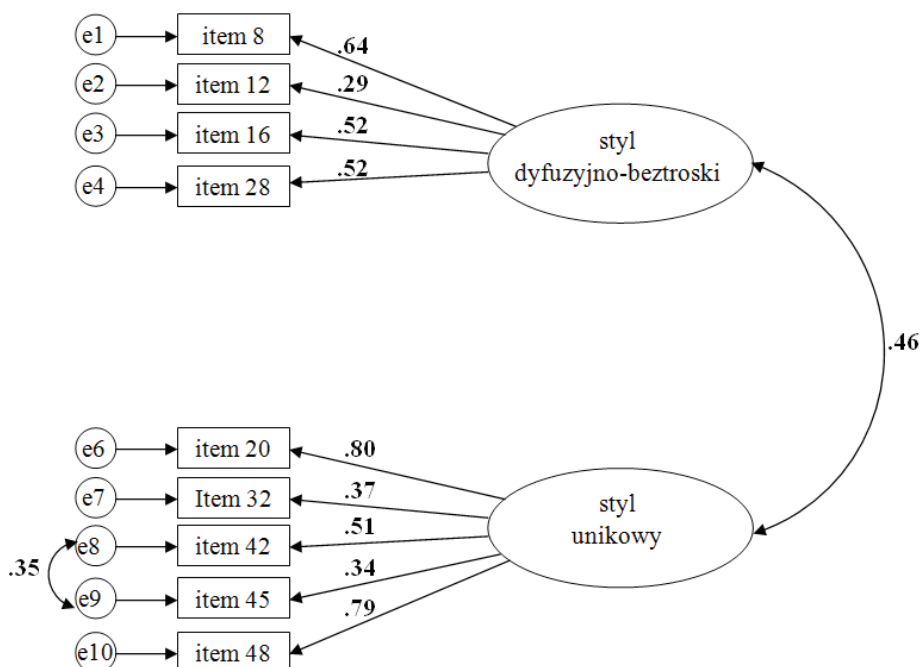 e1 item 8 .64
e2 item 12 .29
e3 item 16 .52
e4 item 28 .52
styl
dyfuzyjno-beztroski
.46
e6 item 20 .80
e7 Item 32 .37
e8 item 42 .51
.35
e9 item 45 .34
e10 item 48 .79
styl
unikowy